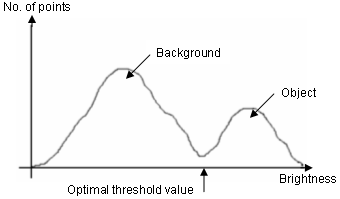 No. of points
Background
Object
Brightness
Optimal threshold value